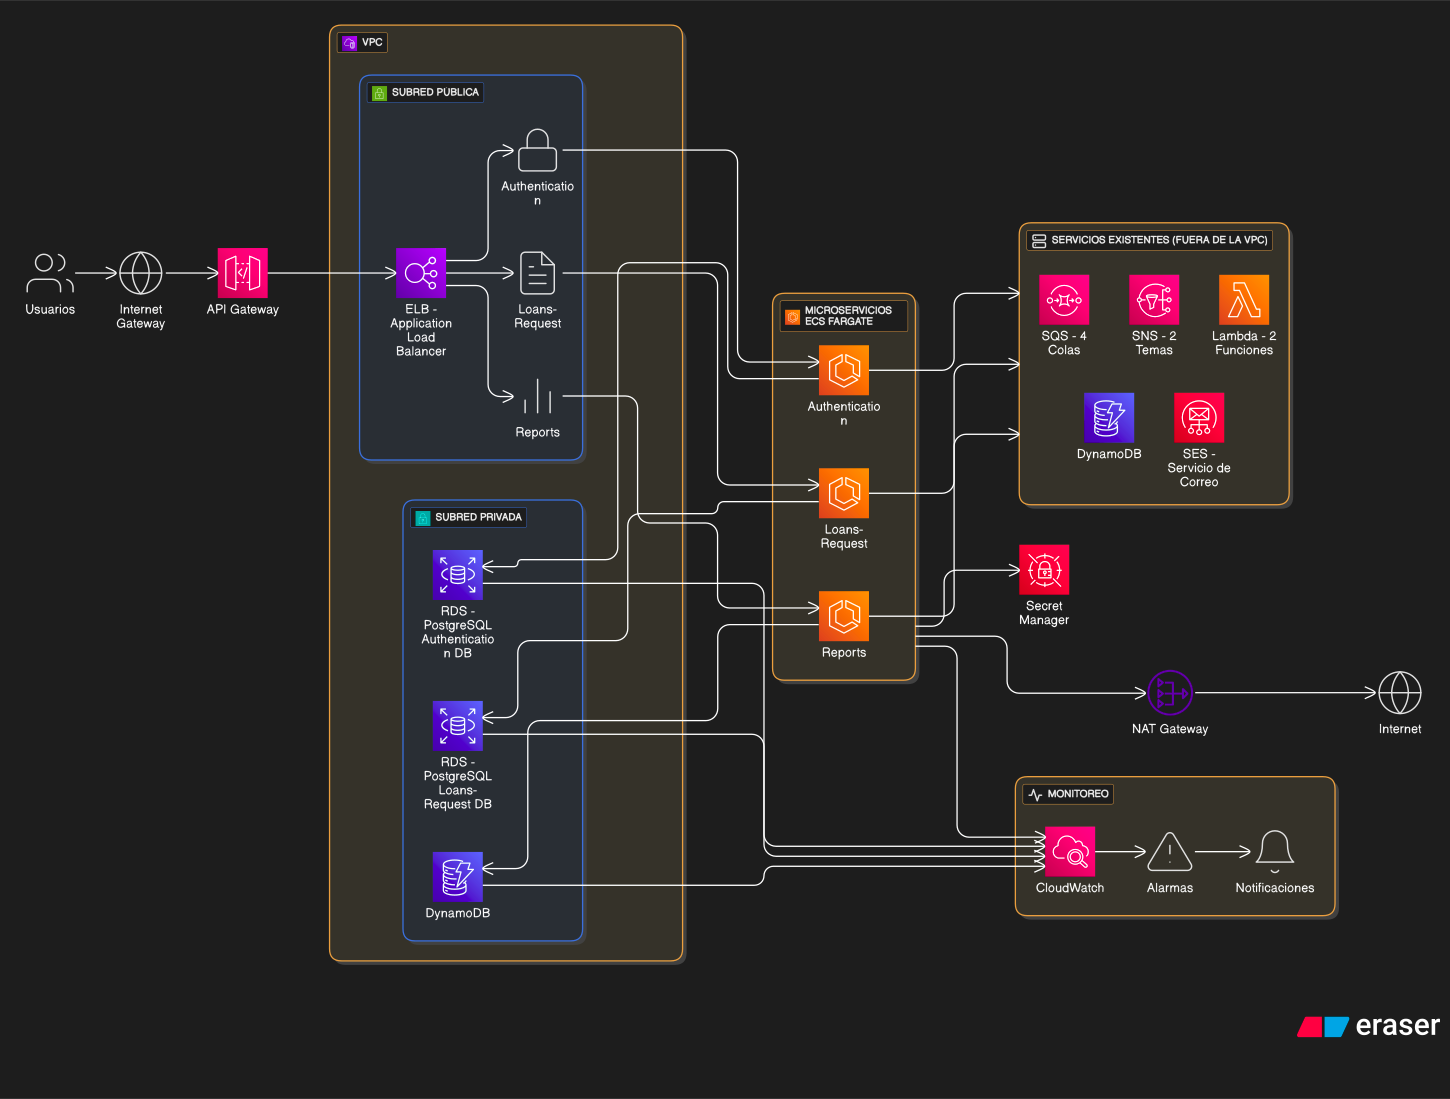 VPC
SUBRED PÚBLICA
Authenticatio
n
Usuarios
Internet
Gateway
API Gateway
ELB -
Application
Load
Balancer
Loans-
Request
Reports
SUBRED PRIVADA
RDS -
PostgreSQL
Authenticatio
n DB
RDS -
PostgreSQL
Loans-
Request DB
DynamoDB
MICROSERVICIOS
ECS FARGATE
Authenticatio
n
Loans-
Request
Reports
SERVICIOS EXISTENTES (FUERA DE LA VPC)
SQS - 4
Colas
SNS - 2
Temas
Lambda - 2
Funciones
DynamoDB
SES -
Servicio de
Correo
Secret
Manager
NAT Gateway
Internet
MONITOREO
CloudWatch
Alarmas
Notificaciones
eraser